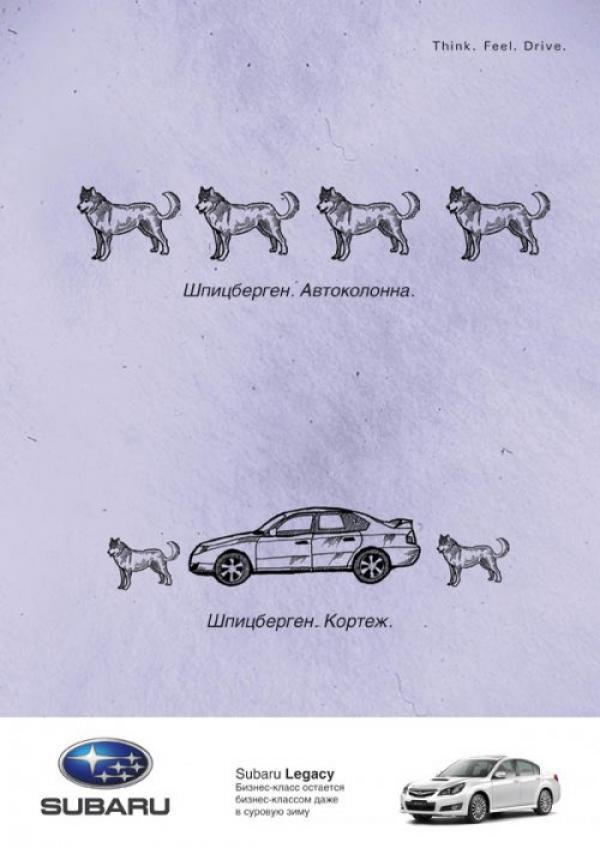 Think. Feel. Drive.
Шпицберген. Автоколонна.
Шпицберген. Кортеж.
SUBARU
Subaru Legacy
Бизнес-класс остается
бизнес-классом даже
в суровую зиму